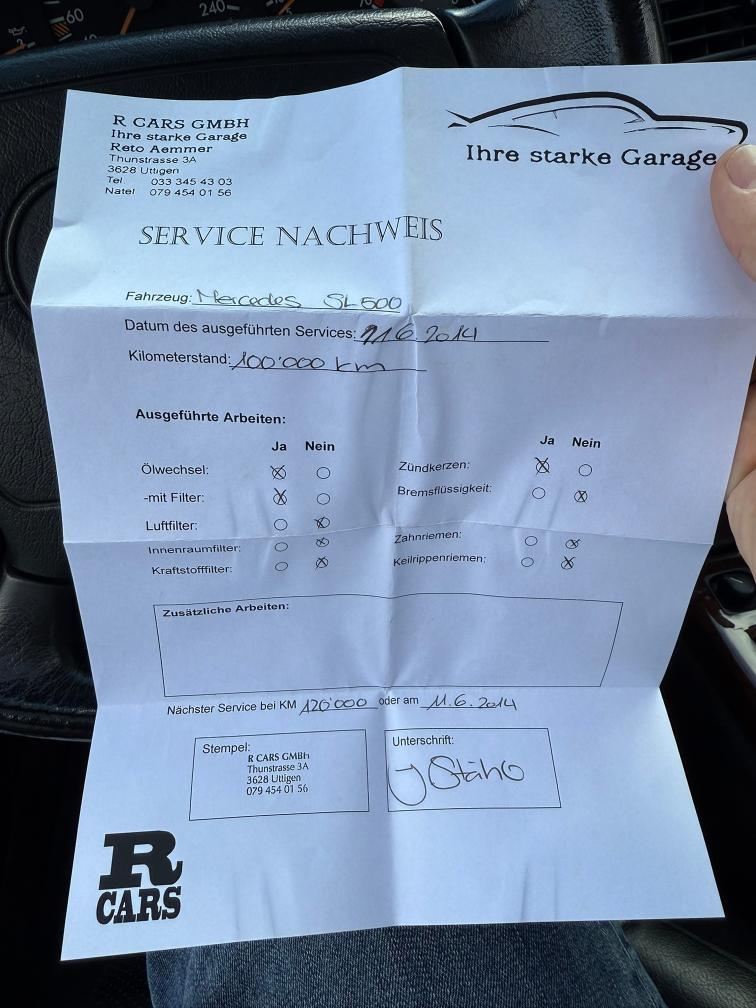 60
240
R CARS GMBH
Ihre starke Garage
Reto Aemmer
Thunstrasse 3A
3628 Uttigen
Tel 033 345 43 03
Natel 079 454 01 56
Ihre starke Garage
SERVICE NACHWEIS
Fahrzeug: Mercedes SL 500
Datum des ausgeführten Services: 11.6.2014
Kilometerstand: 100'000 km
Ausgeführte Arbeiten:
Ja Nein
Ja Nein
Ölwechsel:
Zündkerzen:
-mit Filter:
Bremsflüssigkeit:
Luftfilter:
Zahnriemen:
Innenraumfilter:
Keilrippenriemen:
Kraftstofffilter:
Zusätzliche Arbeiten:
Nächster Service bei KM 120'000 oder am 11.6.2014
Stempel:
R CARS GMBH
Thunstrasse 3A
3628 Uttigen
079 454 01 56
Unterschrift:
R
CARS